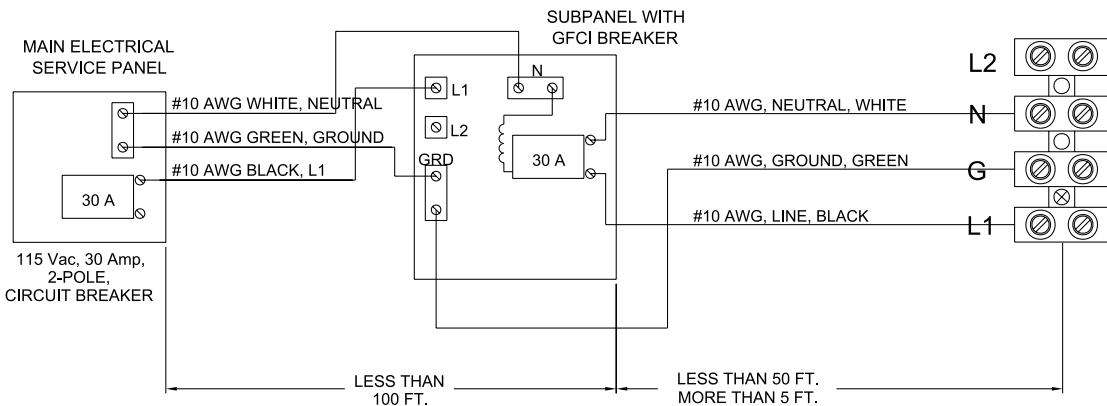 MAIN ELECTRICAL
SERVICE PANEL
#10 AWG WHITE, NEUTRAL
#10 AWG GREEN, GROUND
#10 AWG BLACK, L1
30 A
115 Vac, 30 Amp,
2-POLE,
CIRCUIT BREAKER
SUBPANEL WITH
GFCI BREAKER
N
L1
L2
GRD
30 A
#10 AWG, NEUTRAL, WHITE
#10 AWG, GROUND, GREEN
#10 AWG, LINE, BLACK
L2
N
G
L1
LESS THAN
100 FT.
LESS THAN 50 FT.
MORE THAN 5 FT.